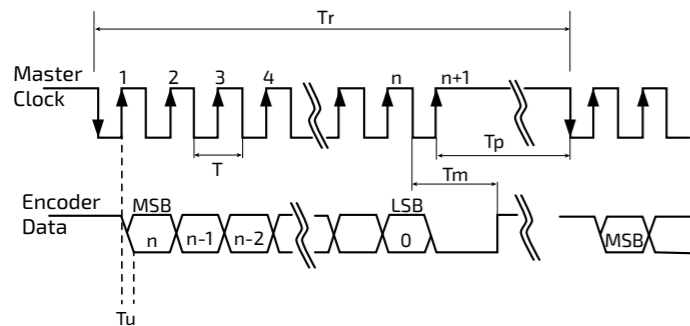 Tr
Master
Clock
1 2 3 4 n n+1
T
Tp
Tm
Encoder
Data
MSB LSB
n n-1 n-2 0 MSB
Tu